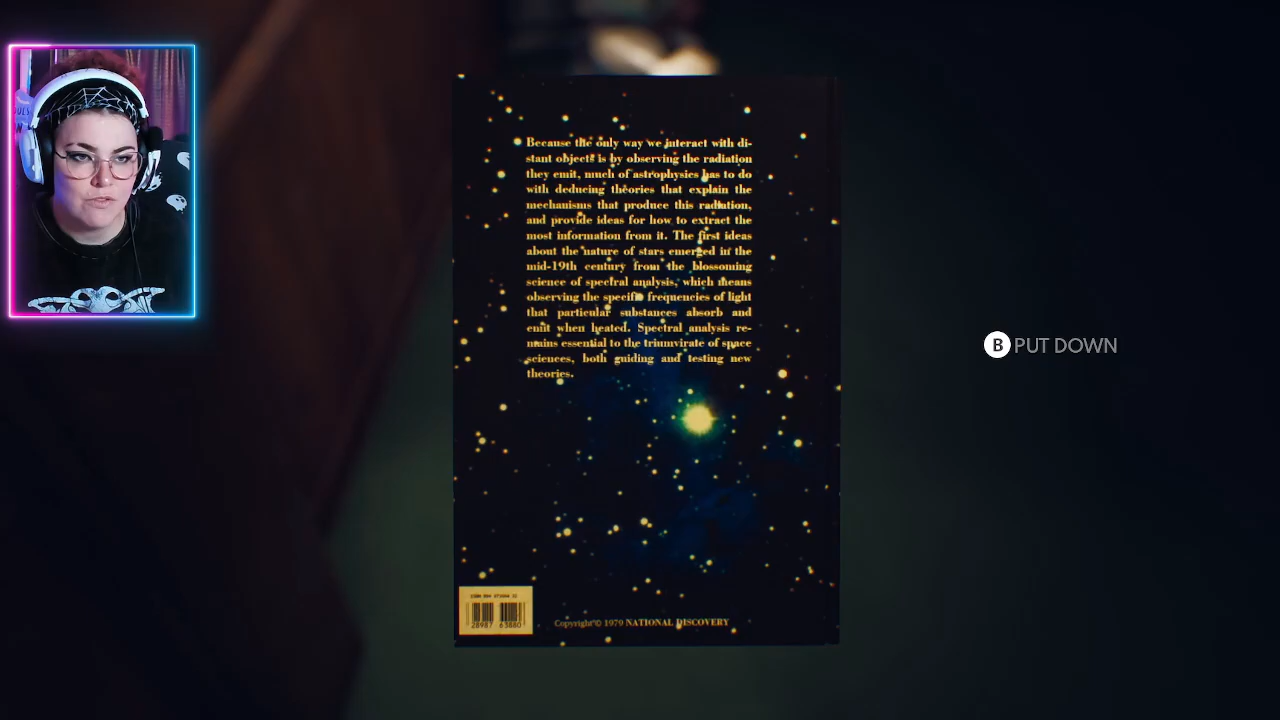 Because the only way we interact with di-
stant objects is by observing the radiation
they emit, much of astrophysics has to do
with deducing theories that explain the
mechanisms that produce this radiation,
and provide ideas for how to extract the
most information from it. The first ideas
about the nature of stars emerged in the
mid-19th century from the blossoming
science of spectral analysis, which means
observing the specific frequencies of light
that particular substances absorb and
emit when heated. Spectral analysis re-
mains essential to the triumvirate of space
sciences, both guiding and testing new
theories.
B PUT DOWN
28987 63880
Copyright © 1979 NATIONAL DISCOVERY